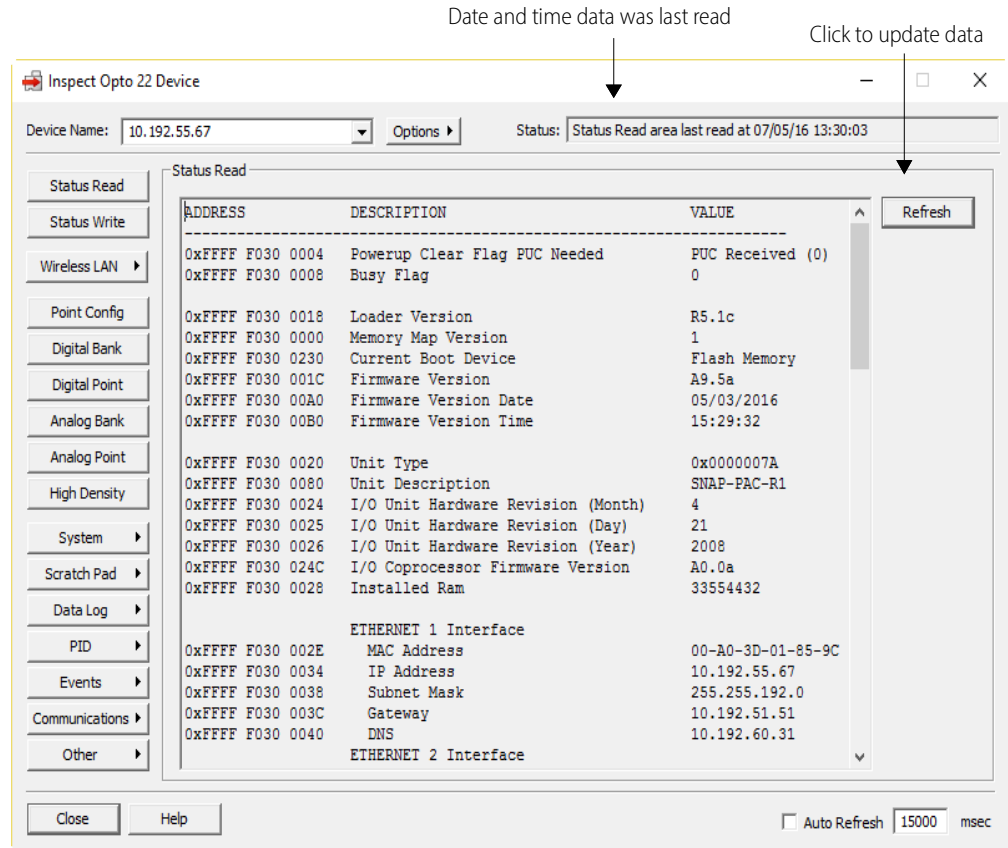 Date and time data was last read
Click to update data
Inspect Opto 22 Device
Device Name: 10.192.55.67 Options Status: Status Read area last read at 07/05/16 13:30:03
Status Read
Status Write
Wireless LAN
Point Config
Digital Bank
Digital Point
Analog Bank
Analog Point
High Density
System
Scratch Pad
Data Log
PID
Events
Communications
Other
Status Read
ADDRESS DESCRIPTION VALUE
--------------------------------------------------------------------------
0xFFFF F030 0004 Powerup Clear Flag PUC Needed PUC Received (0)
0xFFFF F030 0008 Busy Flag 0
0xFFFF F030 0018 Loader Version R5.1c
0xFFFF F030 0000 Memory Map Version 1
0xFFFF F030 0230 Current Boot Device Flash Memory
0xFFFF F030 001C Firmware Version A9.5a
0xFFFF F030 00A0 Firmware Version Date 05/03/2016
0xFFFF F030 00B0 Firmware Version Time 15:29:32
0xFFFF F030 0020 Unit Type 0x0000007A
0xFFFF F030 0080 Unit Description SNAP-PAC-R1
0xFFFF F030 0024 I/O Unit Hardware Revision (Month) 4
0xFFFF F030 0025 I/O Unit Hardware Revision (Day) 21
0xFFFF F030 0026 I/O Unit Hardware Revision (Year) 2008
0xFFFF F030 024C I/O Coprocessor Firmware Version A0.0a
0xFFFF F030 0028 Installed Ram 33554432
ETHERNET 1 Interface
0xFFFF F030 002E MAC Address 00-A0-3D-01-85-9C
0xFFFF F030 0034 IP Address 10.192.55.67
0xFFFF F030 0038 Subnet Mask 255.255.192.0
0xFFFF F030 003C Gateway 10.192.51.51
0xFFFF F030 0040 DNS 10.192.60.31
ETHERNET 2 Interface
Refresh
Close Help Auto Refresh 15000 msec